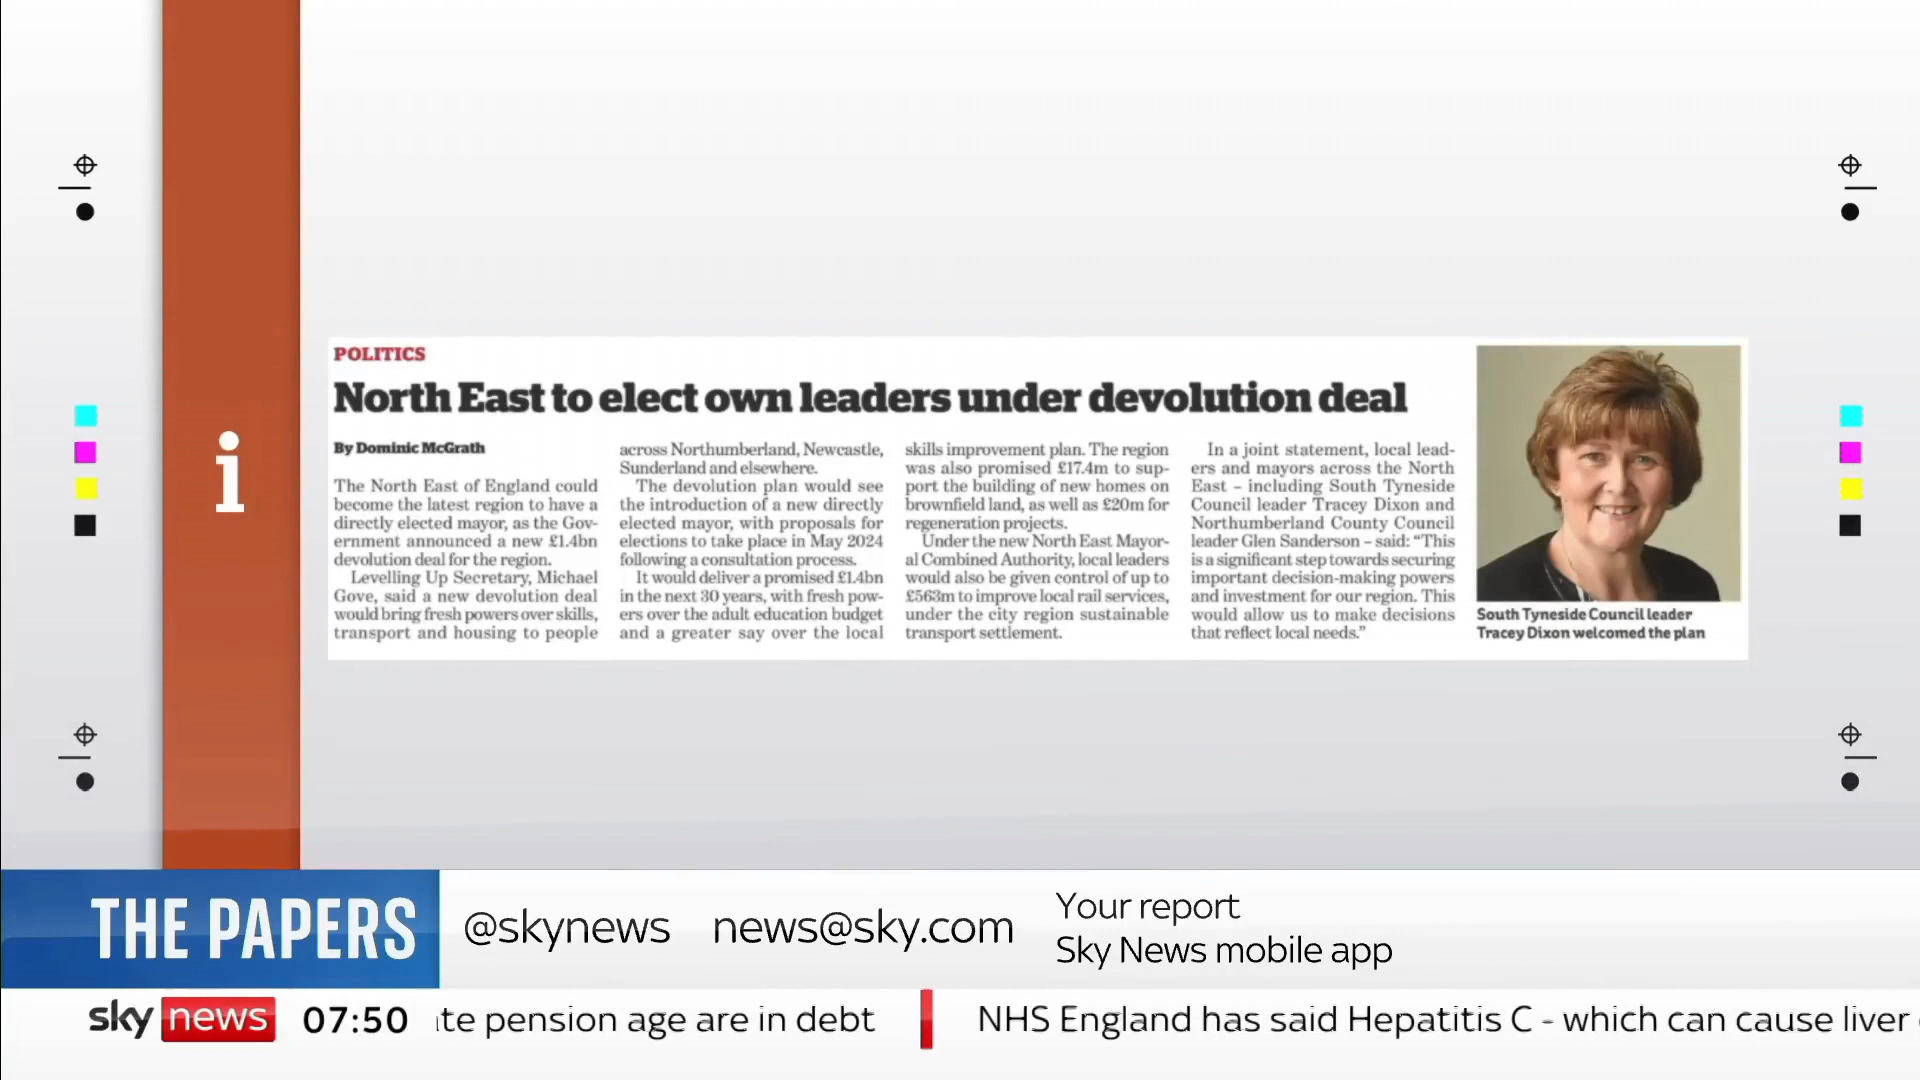 i
POLITICS
North East to elect own leaders under devolution deal
By Dominic McGrath
The North East of England could
become the latest region to have a
directly elected mayor, as the Gov-
ernment announced a new £1.4bn
devolution deal for the region.
Levelling Up Secretary, Michael
Gove, said a new devolution deal
would bring fresh powers over skills,
transport and housing to people
across Northumberland, Newcastle,
Sunderland and elsewhere.
The devolution plan would see
the introduction of a new directly
elected mayor, with proposals for
elections to take place in May 2024
following a consultation process.
It would deliver a promised £1.4bn
in the next 30 years, with fresh pow-
ers over the adult education budget
and a greater say over the local
skills improvement plan. The region
was also promised £17.4m to sup-
port the building of new homes on
brownfield land, as well as £20m for
regeneration projects.
Under the new North East Mayor-
al Combined Authority, local leaders
would also be given control of up to
£563m to improve local rail services,
under the city region sustainable
transport settlement.
In a joint statement, local lead-
ers and mayors across the North
East – including South Tyneside
Council leader Tracey Dixon and
Northumberland County Council
leader Glen Sanderson – said: “This
is a significant step towards securing
important decision-making powers
and investment for our region. This
would allow us to make decisions
that reflect local needs.”
South Tyneside Council leader
Tracey Dixon welcomed the plan
THE PAPERS
@skynews news@sky.com
Your report
Sky News mobile app
sky news 07:50 te pension age are in debt NHS England has said Hepatitis C - which can cause liver